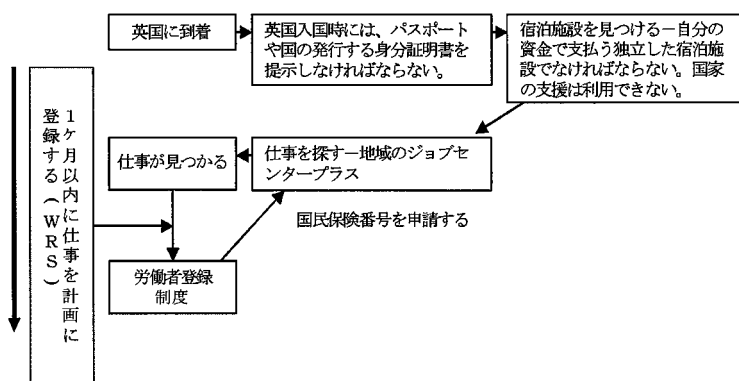 英国に到着
英国入国時には、パスポート
や国の発行する身分証明書を
提示しなければならない。
宿泊施設を見つける－自分の
資金で支払う独立した宿泊施
設でなければならない。国家
の支援は利用できない。
１ケ月以内に仕事を計画に
登録する（ＷＲＳ）
仕事が見つかる
仕事を探す－地域のジョブセ
ンタープラス
国民保険番号を申請する
労働者登録
制度